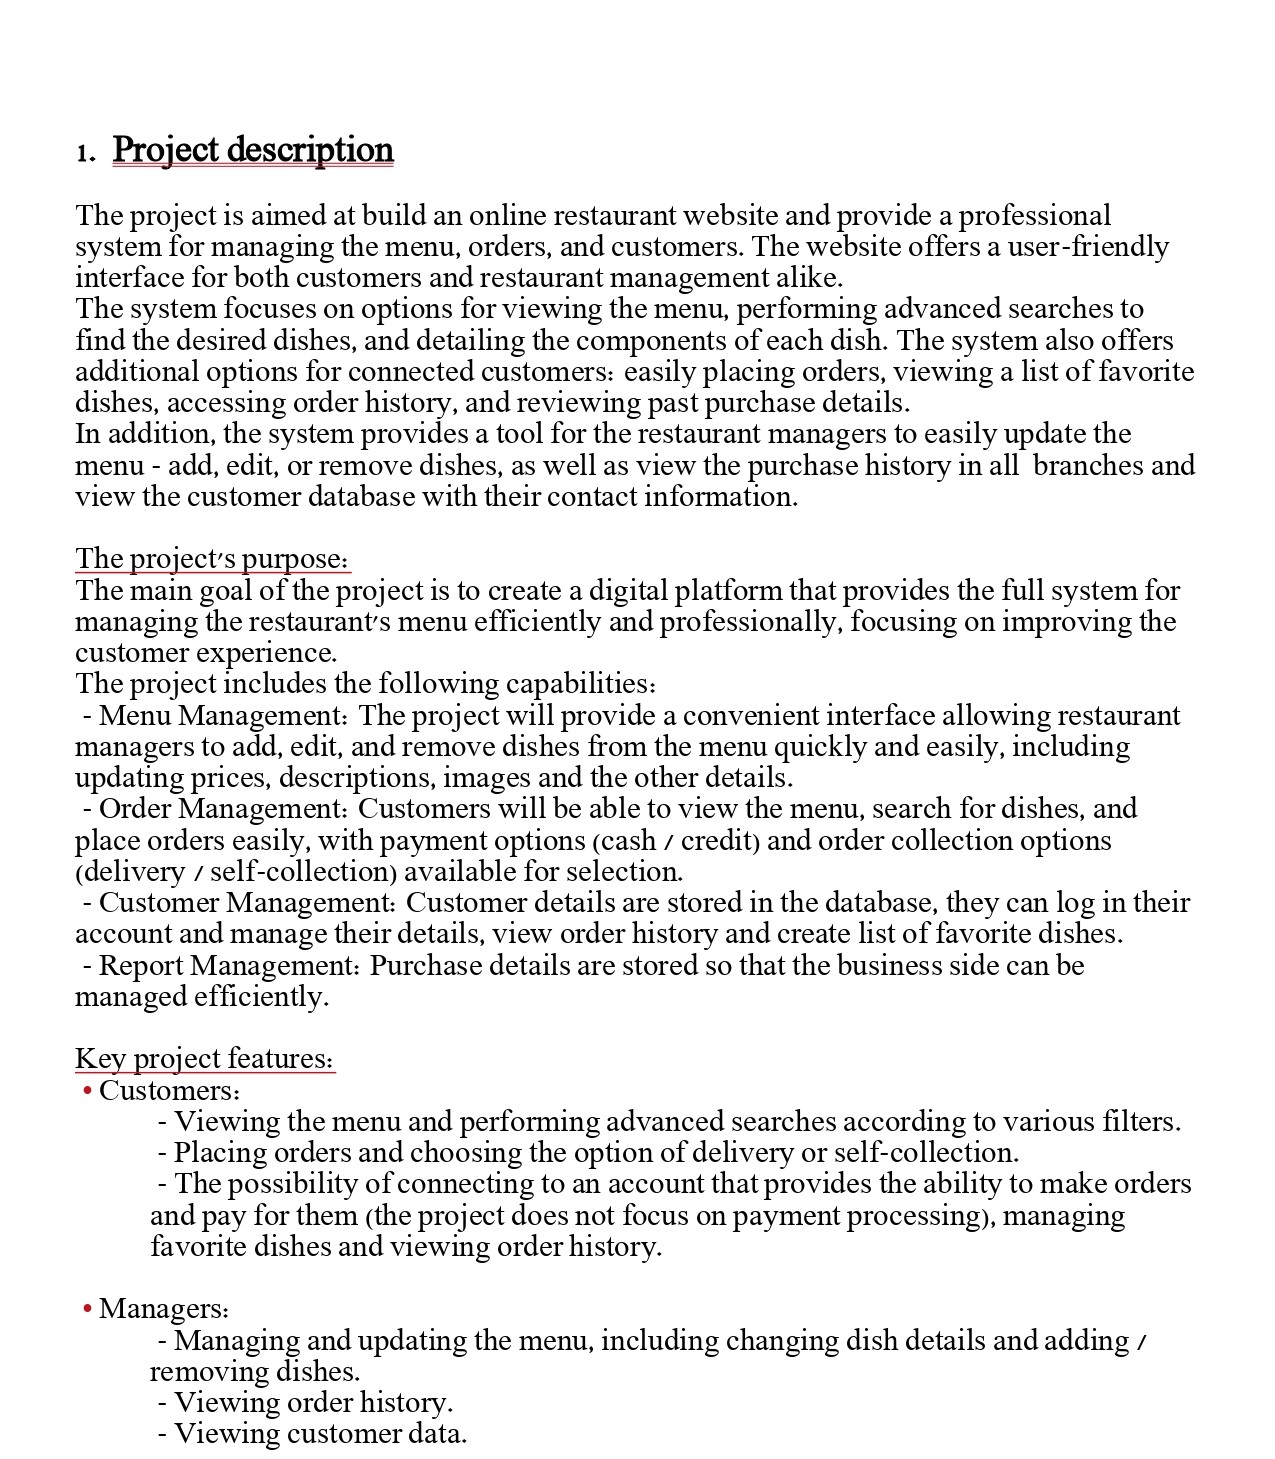 1. Project description
The project is aimed at build an online restaurant website and provide a professional
system for managing the menu, orders, and customers. The website offers a user-friendly
interface for both customers and restaurant management alike.
The system focuses on options for viewing the menu, performing advanced searches to
find the desired dishes, and detailing the components of each dish. The system also offers
additional options for connected customers: easily placing orders, viewing a list of favorite
dishes, accessing order history, and reviewing past purchase details.
In addition, the system provides a tool for the restaurant managers to easily update the
menu - add, edit, or remove dishes, as well as view the purchase history in all  branches and
view the customer database with their contact information.
The project's purpose:
The main goal of the project is to create a digital platform that provides the full system for
managing the restaurant's menu efficiently and professionally, focusing on improving the
customer experience.
The project includes the following capabilities:
- Menu Management: The project will provide a convenient interface allowing restaurant
managers to add, edit, and remove dishes from the menu quickly and easily, including
updating prices, descriptions, images and the other details.
- Order Management: Customers will be able to view the menu, search for dishes, and
place orders easily, with payment options (cash / credit) and order collection options
(delivery / self-collection) available for selection.
- Customer Management: Customer details are stored in the database, they can log in their
account and manage their details, view order history and create list of favorite dishes.
- Report Management: Purchase details are stored so that the business side can be
managed efficiently.
Key project features:
• Customers:
- Viewing the menu and performing advanced searches according to various filters.
- Placing orders and choosing the option of delivery or self-collection.
- The possibility of connecting to an account that provides the ability to make orders
and pay for them (the project does not focus on payment processing), managing
favorite dishes and viewing order history.
• Managers:
- Managing and updating the menu, including changing dish details and adding /
removing dishes.
- Viewing order history.
- Viewing customer data.